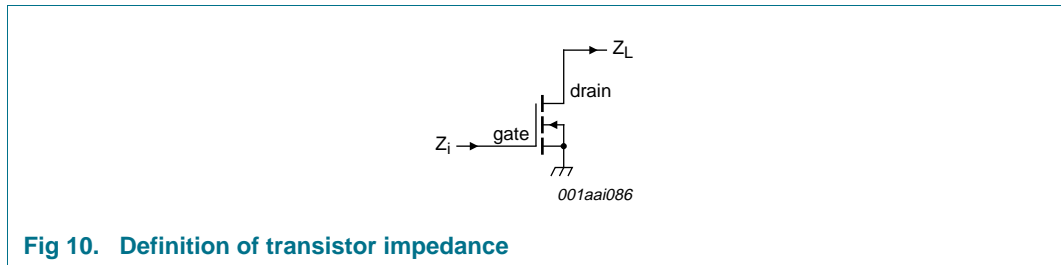 Z_L
drain
gate
Z_i
001aai086
Fig 10. Definition of transistor impedance